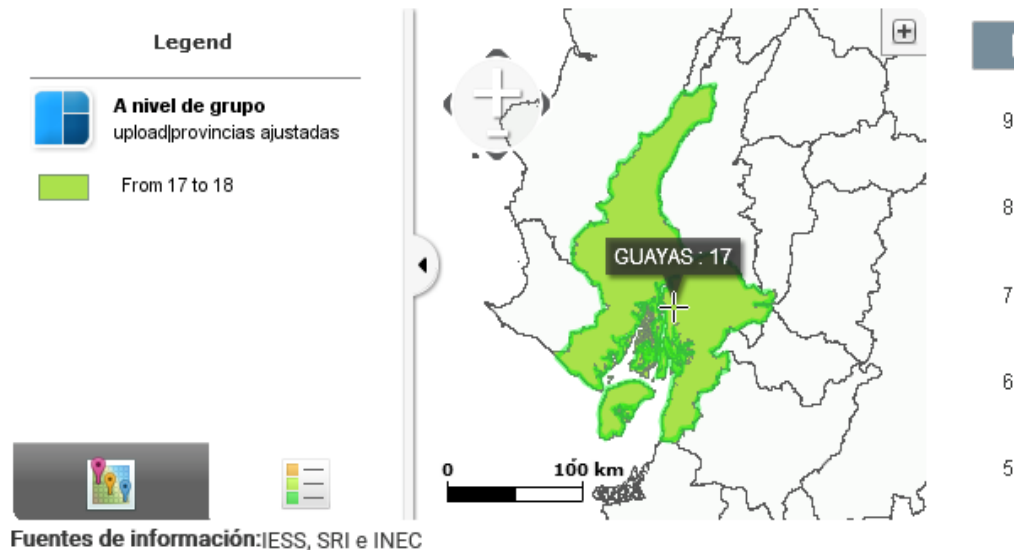 Legend
A nivel de grupo
upload|provincias ajustadas
From 17 to 18
GUAYAS : 17
0 100 km
9
8
7
6
5
Fuentes de información:IESS, SRI e INEC